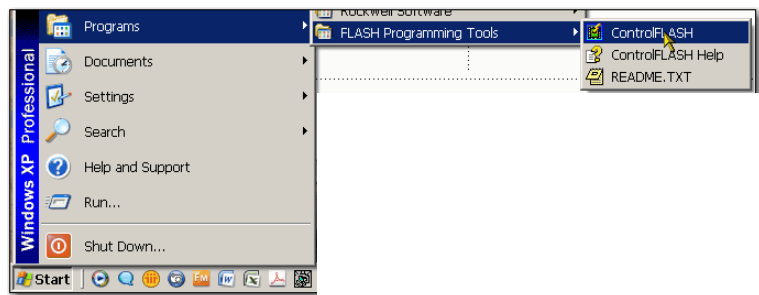 Rockwell Software
Programs
FLASH Programming Tools
ControlFLASH
Documents
ControlFLASH Help
README.TXT
Settings
Search
Help and Support
Run...
Shut Down...
Windows XP Professional
Start